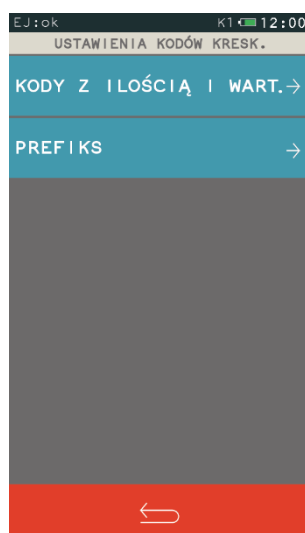 EJ:ok K1 12:00
USTAWIENIA KODÓW KRESK.
KODY Z ILOŚCIĄ I WART.→
PREFIKS →